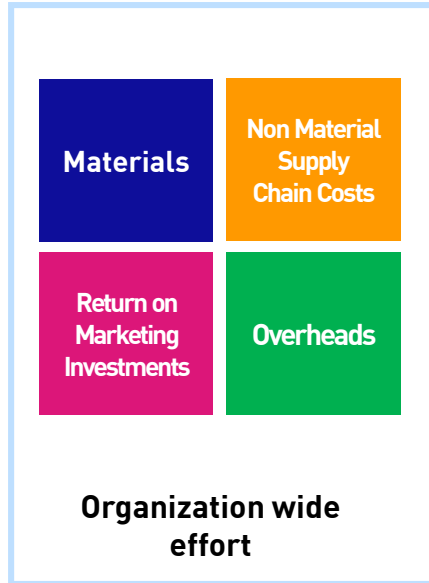 Materials
Non Material
Supply
Chain Costs
Return on
Marketing
Investments
Overheads
Organization wide
effort